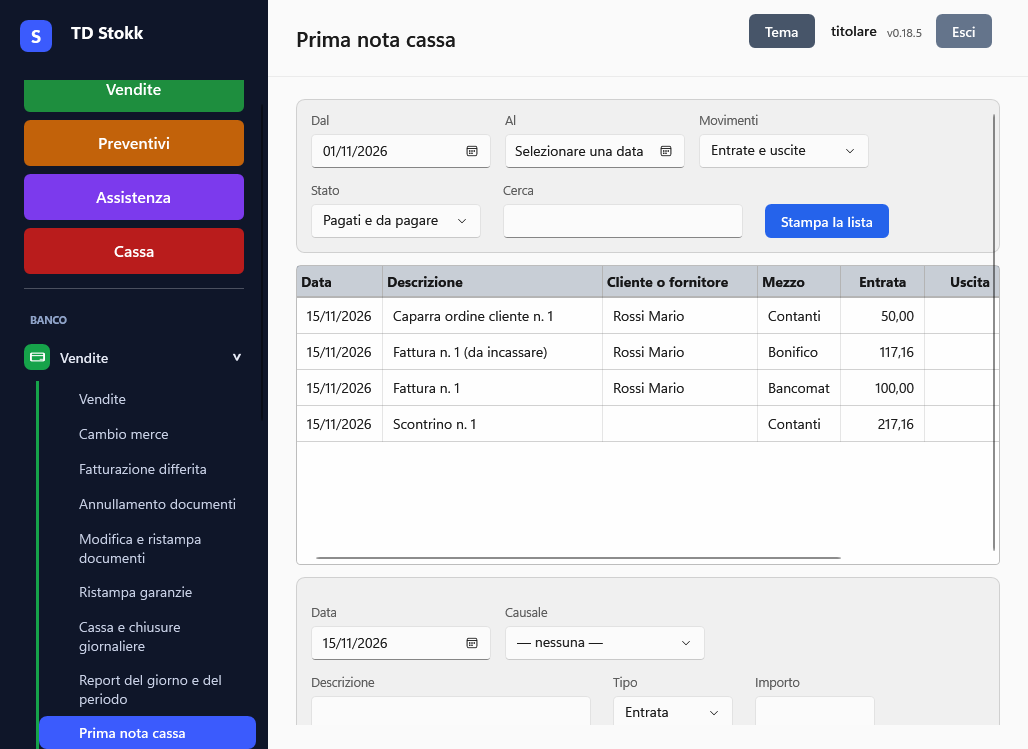 S
TD Stokk
Vendite
Preventivi
Assistenza
Cassa
BANCO
Vendite
Vendite
Cambio merce
Fatturazione differita
Annullamento documenti
Modifica e ristampa
documenti
Ristampa garanzie
Cassa e chiusure
giornaliere
Report del giorno e del
periodo
Prima nota cassa
Prima nota cassa
Tema titolare v0.18.5 Esci
Dal Al Movimenti
01/11/2026 Selezionare una data Entrate e uscite
Stato Cerca
Pagati e da pagare Stampa la lista
Data Descrizione Cliente o fornitore Mezzo Entrata Uscita
15/11/2026 Caparra ordine cliente n. 1 Rossi Mario Contanti 50,00
15/11/2026 Fattura n. 1 (da incassare) Rossi Mario Bonifico 117,16
15/11/2026 Fattura n. 1 Rossi Mario Bancomat 100,00
15/11/2026 Scontrino n. 1 Contanti 217,16
Data Causale
15/11/2026 — nessuna —
Descrizione Tipo Importo
Entrata